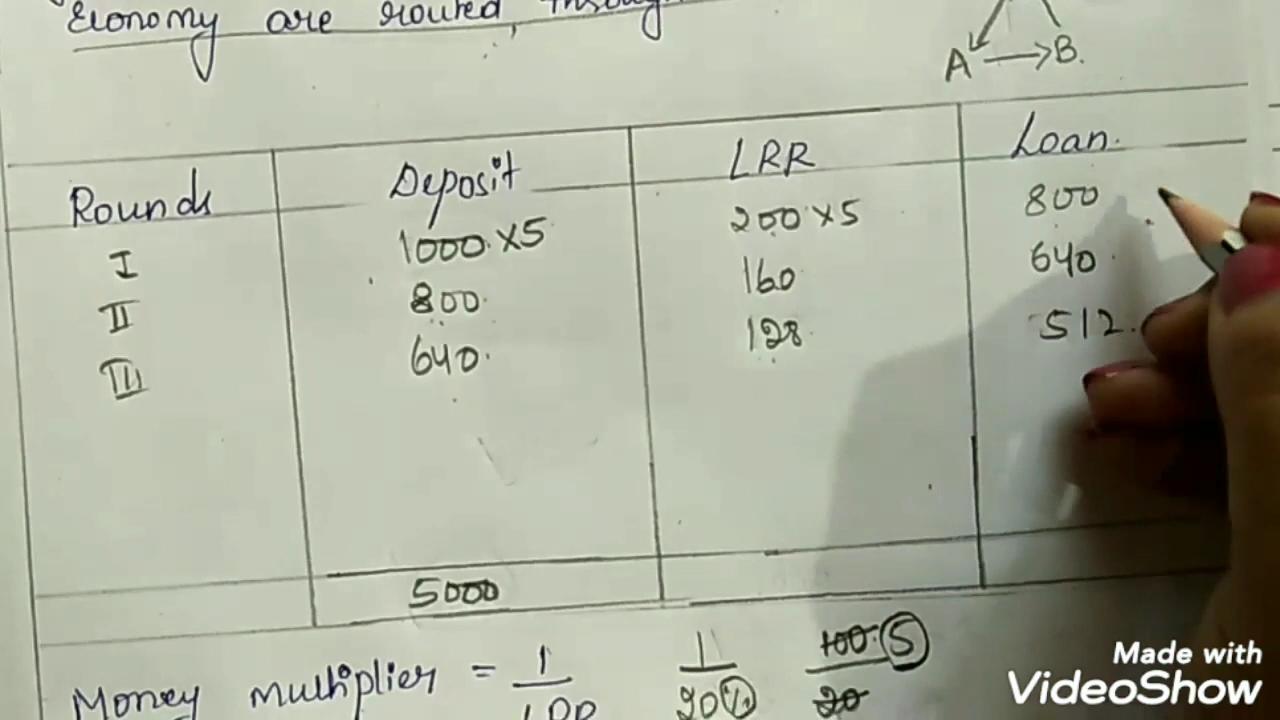 Economy are routed through
A → B.
Rounds Deposit LRR Loan.
I 1000 x5 200 x5 800
II 800 160 640
III 640 128 512
5000
Money multiplier = 1/LRR 1/20% 100/20 5
Made with
VideoShow